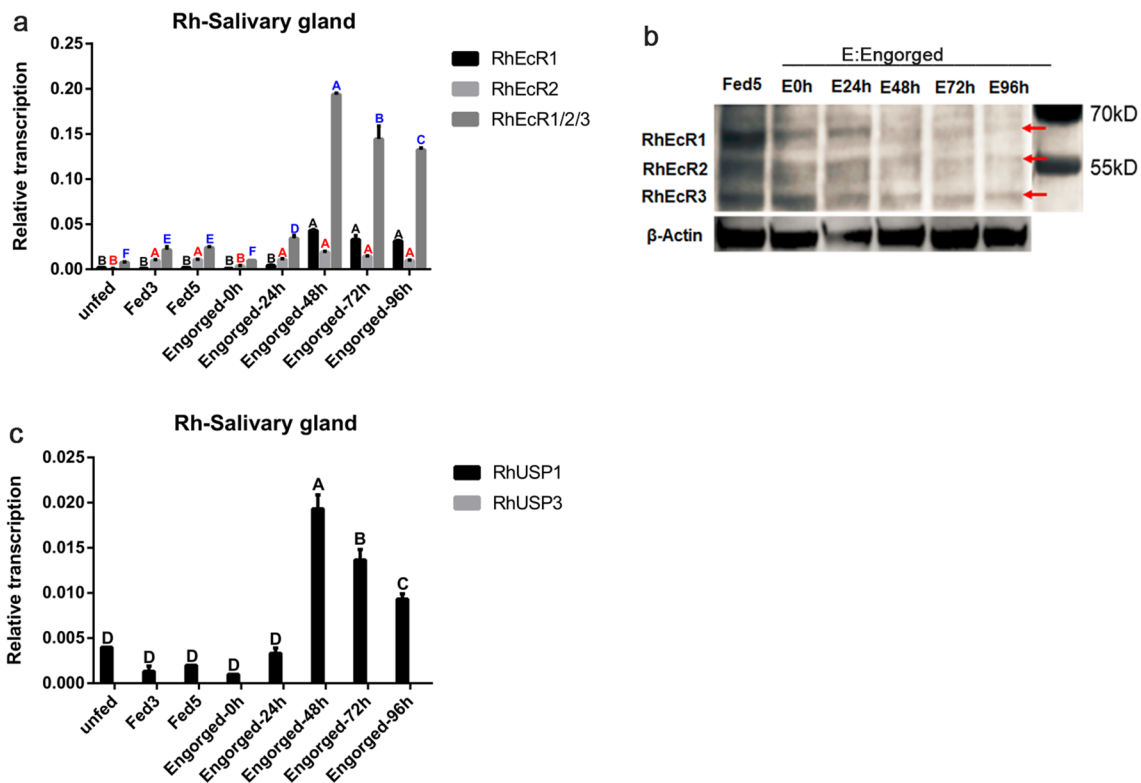 a
Rh-Salivary gland
Relative transcription
0.25
0.20
0.15
0.10
0.05
0.00
B B F
B A E
B A E
B B F
B A D
A A A
A A B
A A C
unfed
Fed3
Fed5
Engorged-0h
Engorged-24h
Engorged-48h
Engorged-72h
Engorged-96h
RhEcR1
RhEcR2
RhEcR1/2/3
b
E:Engorged
Fed5 E0h E24h E48h E72h E96h
70kD
RhEcR1
RhEcR2
55kD
RhEcR3
β-Actin
c
Rh-Salivary gland
Relative transcription
0.025
0.020
0.015
0.010
0.005
0.000
D
D
D
D
D
A
B
C
unfed
Fed3
Fed5
Engorged-0h
Engorged-24h
Engorged-48h
Engorged-72h
Engorged-96h
RhUSP1
RhUSP3